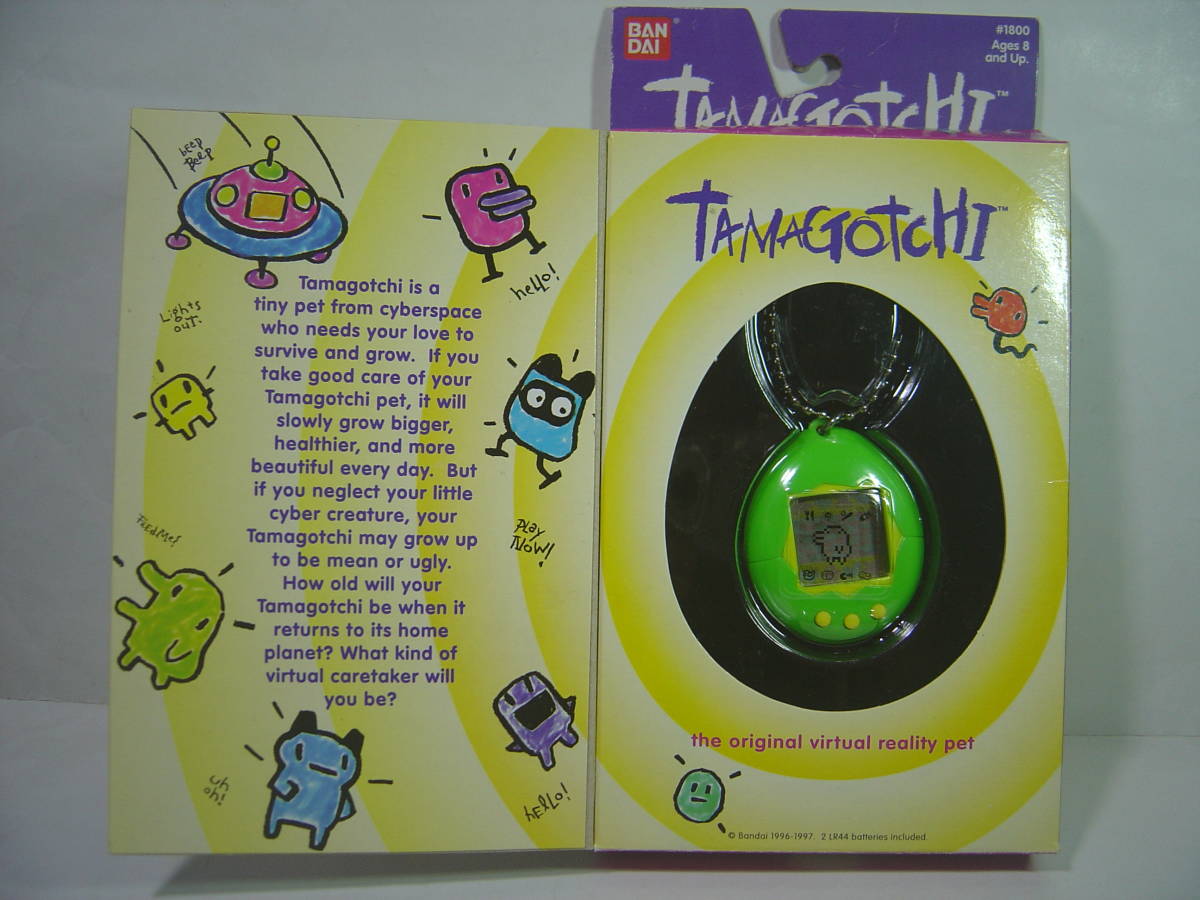 BAN
DAI
#1800
Ages 8
and Up.
TAMAGOTCHI™
beep
Beep
hello!
Lights
out.
Tamagotchi is a
tiny pet from cyberspace
who needs your love to
survive and grow. If you
take good care of your
Tamagotchi pet, it will
slowly grow bigger,
healthier, and more
beautiful every day. But
if you neglect your little
cyber creature, your
Tamagotchi may grow up
to be mean or ugly.
How old will your
Tamagotchi be when it
returns to its home
planet? What kind of
virtual caretaker will
you be?
Feed Me!
Play
Now!
uh
oh!
hELLo!
TAMAGOTCHI™
the original virtual reality pet
© Bandai 1996-1997. 2 LR44 batteries included.